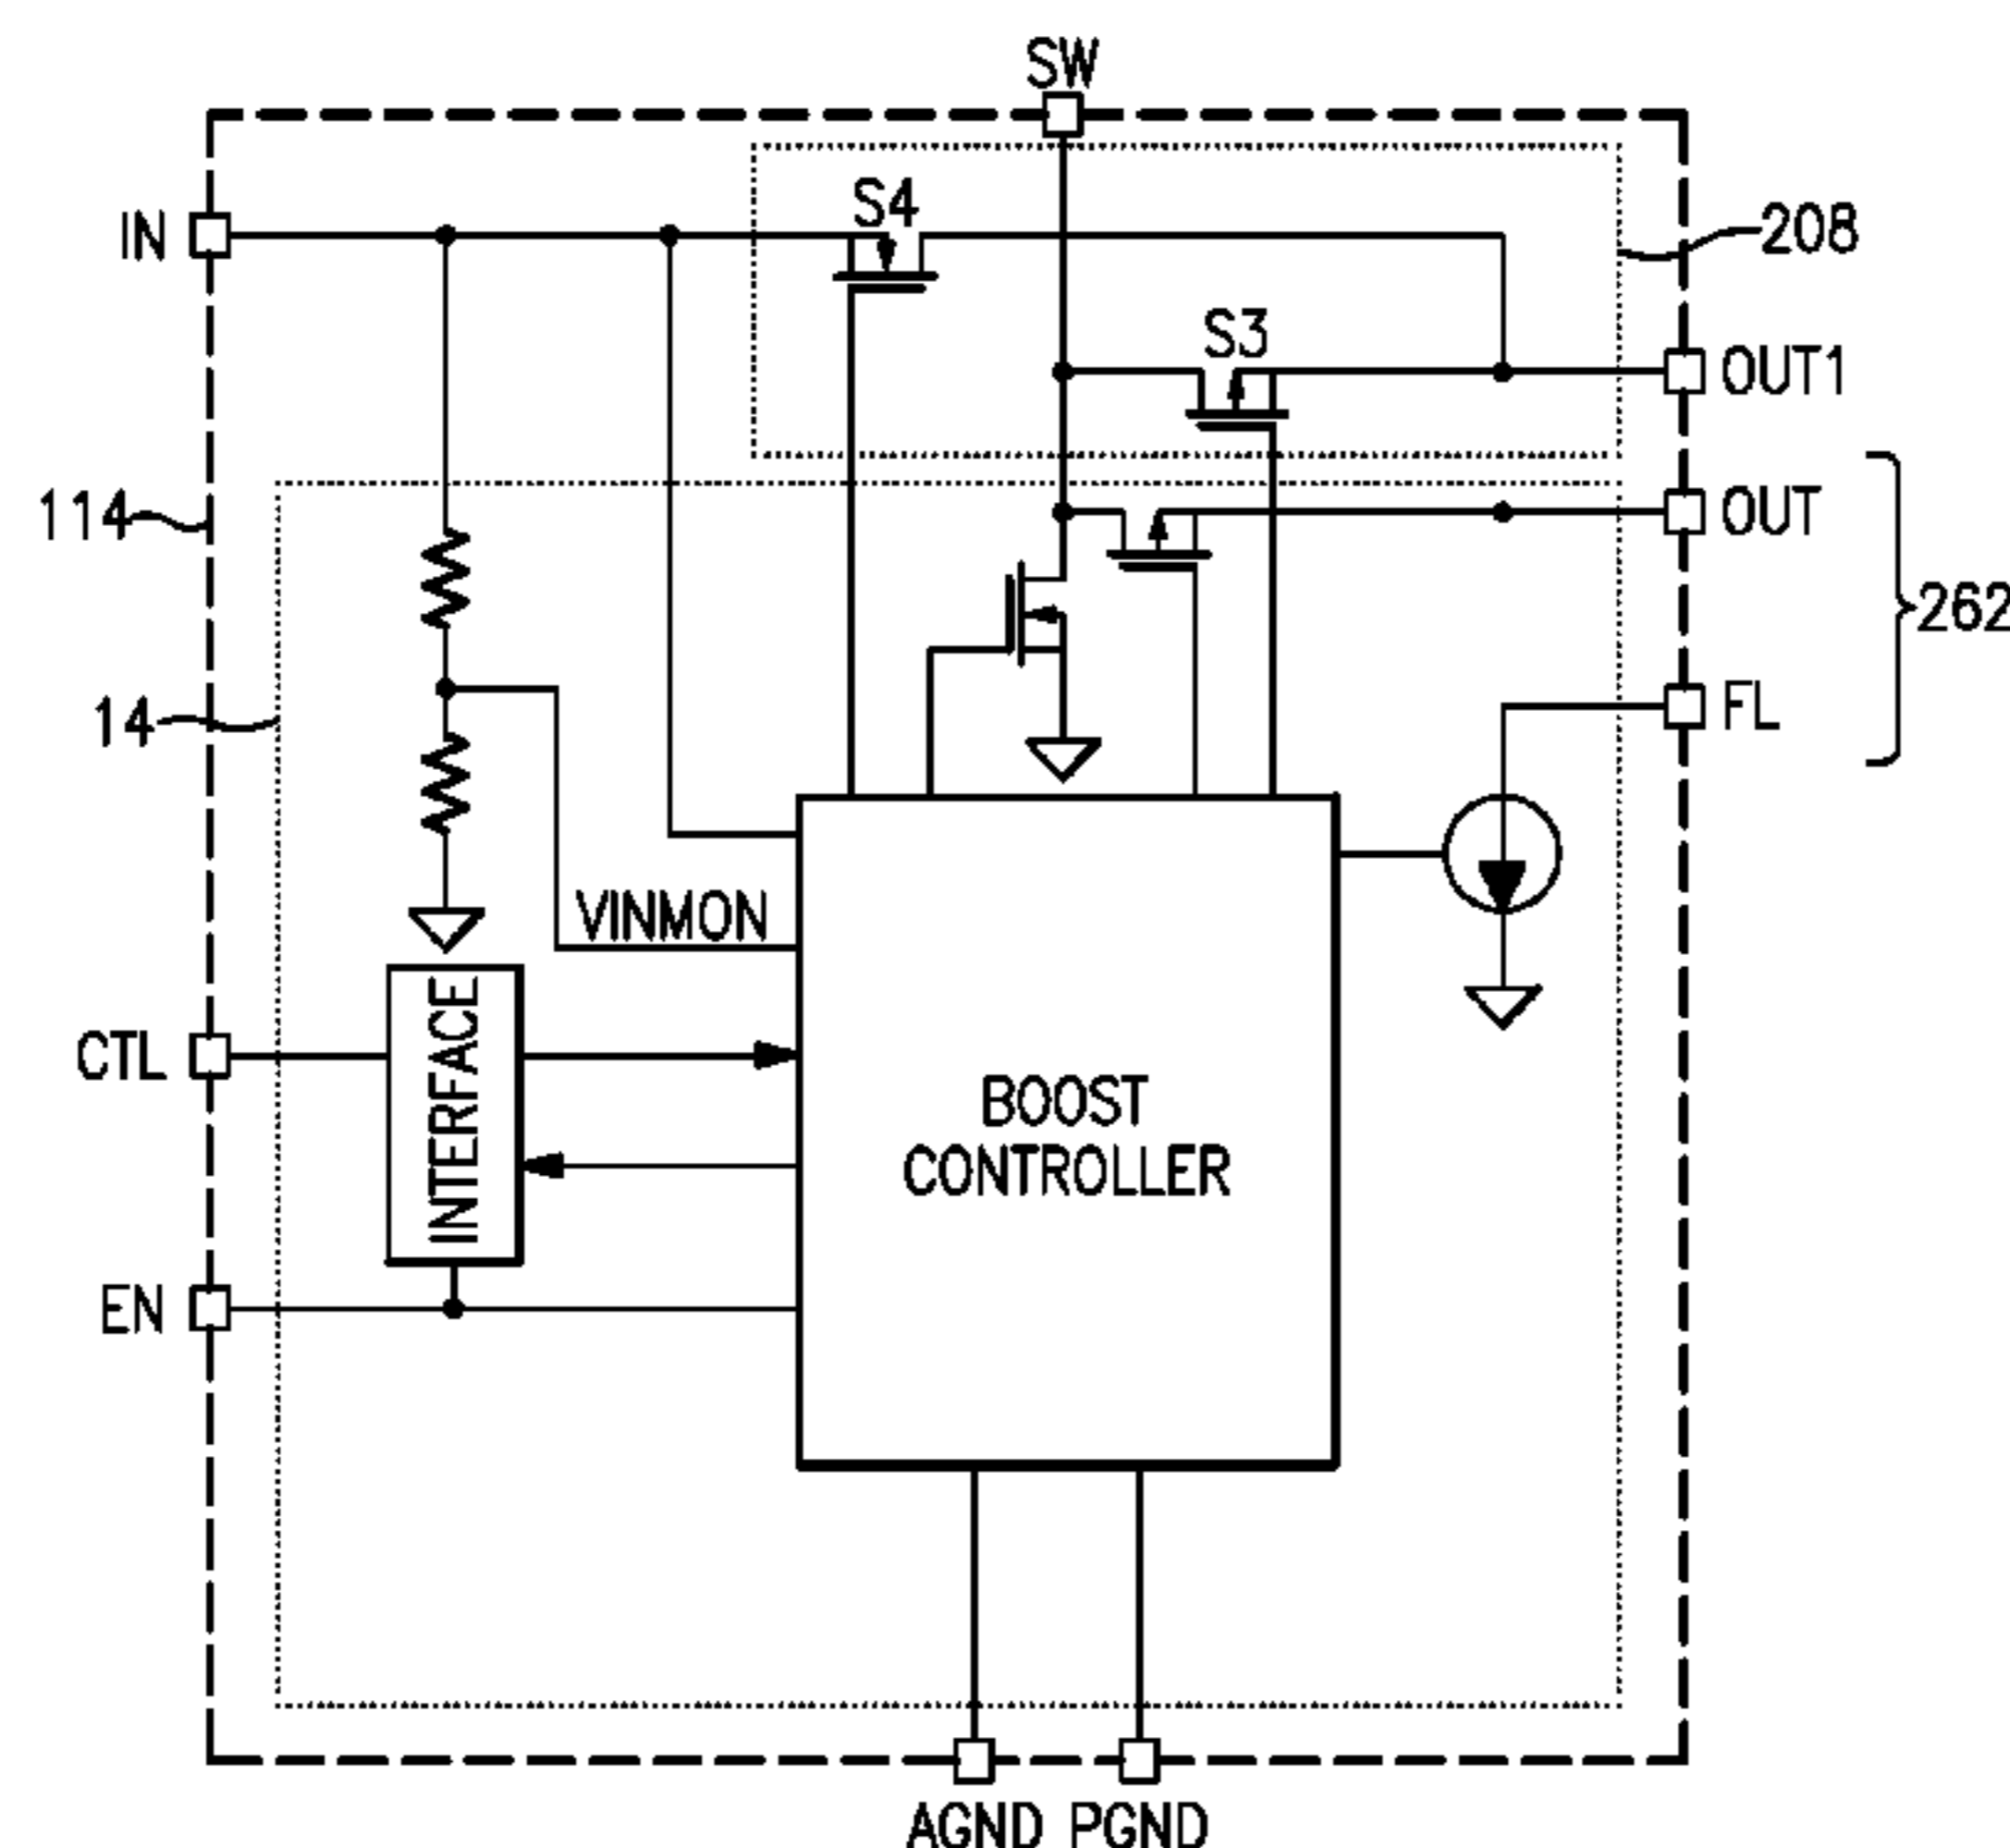 SW
S4
IN
208
S3
OUT1
114
OUT
262
14
FL
VINMON
INTERFACE
CTL
BOOST
CONTROLLER
EN
AGND PGND